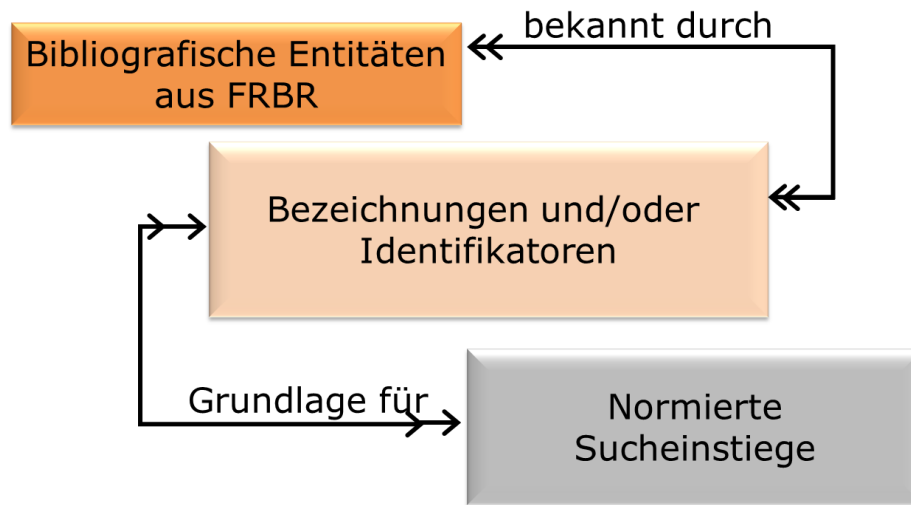 bekannt durch
Bibliografische Entitäten
aus FRBR
Bezeichnungen und/oder
Identifikatoren
Grundlage für
Normierte
Sucheinstiege